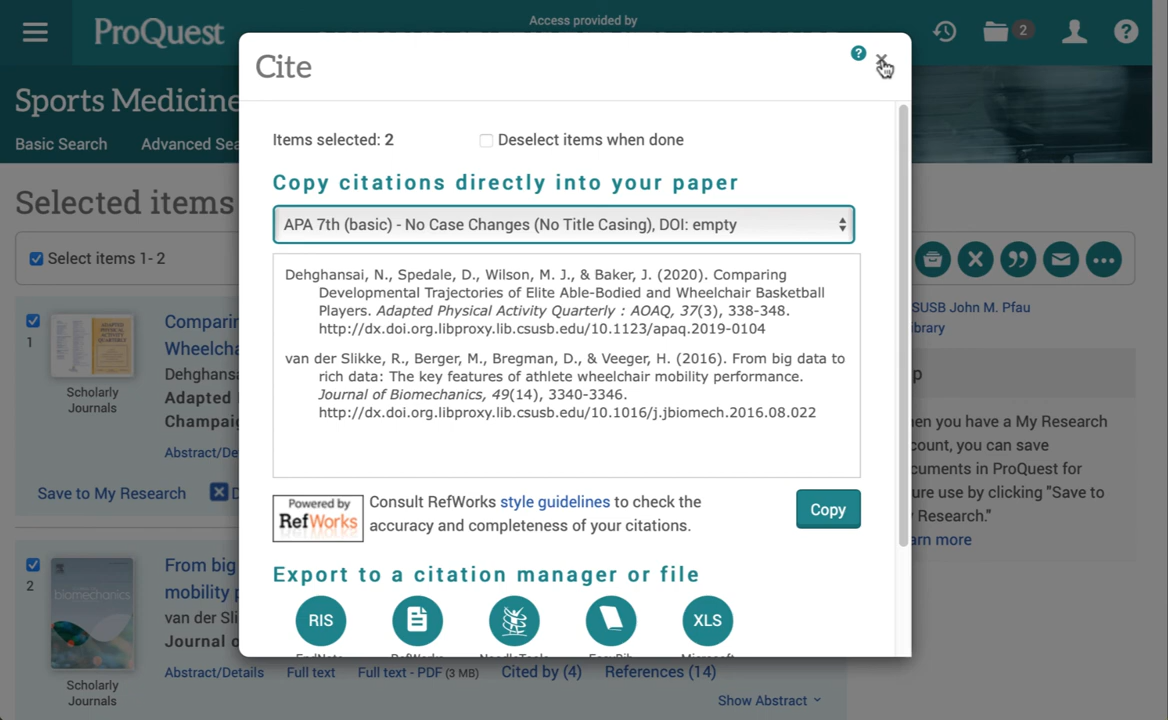 ProQuest
Access provided by
2
?
Sports Medicine
Basic Search
Advanced Sea
Selected items
Select items 1- 2
1
Scholarly
Journals
Comparin
Wheelcha
Dehghansa
Adapted
Champaig
Abstract/De
Save to My Research
D
2
biomechanics
Scholarly
Journals
From big
mobility p
van der Sli
Journal o
Abstract/Details
Full text
Full text - PDF (3 MB)
Cited by (4)
References (14)
Show Abstract
Cite
?
Items selected: 2
Deselect items when done
Copy citations directly into your paper
APA 7th (basic) - No Case Changes (No Title Casing), DOI: empty
Dehghansai, N., Spedale, D., Wilson, M. J., & Baker, J. (2020). Comparing
Developmental Trajectories of Elite Able-Bodied and Wheelchair Basketball
Players. Adapted Physical Activity Quarterly : AOAQ, 37(3), 338-348.
http://dx.doi.org.libproxy.lib.csusb.edu/10.1123/apaq.2019-0104
van der Slikke, R., Berger, M., Bregman, D., & Veeger, H. (2016). From big data to
rich data: The key features of athlete wheelchair mobility performance.
Journal of Biomechanics, 49(14), 3340-3346.
http://dx.doi.org.libproxy.lib.csusb.edu/10.1016/j.jbiomech.2016.08.022
Powered by
RefWorks
Consult RefWorks style guidelines to check the
accuracy and completeness of your citations.
Copy
Export to a citation manager or file
RIS
XLS
SUSB John M. Pfau
brary
p
en you have a My Research
count, you can save
cuments in ProQuest for
ure use by clicking "Save to
Research."
arn more